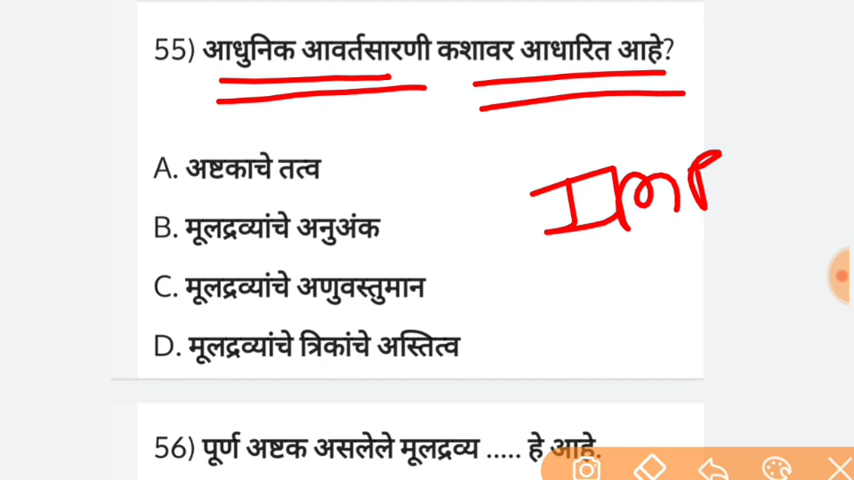 55) आधुनिक आवर्तसारणी कशावर आधारित आहे?
IMP
A. अष्टकाचे तत्व
B. मूलद्रव्यांचे अनुअंक
C. मूलद्रव्यांचे अणुवस्तुमान
D. मूलद्रव्यांचे त्रिकांचे अस्तित्व
56) पूर्ण अष्टक असलेले मूलद्रव्य ..... हे आहे.